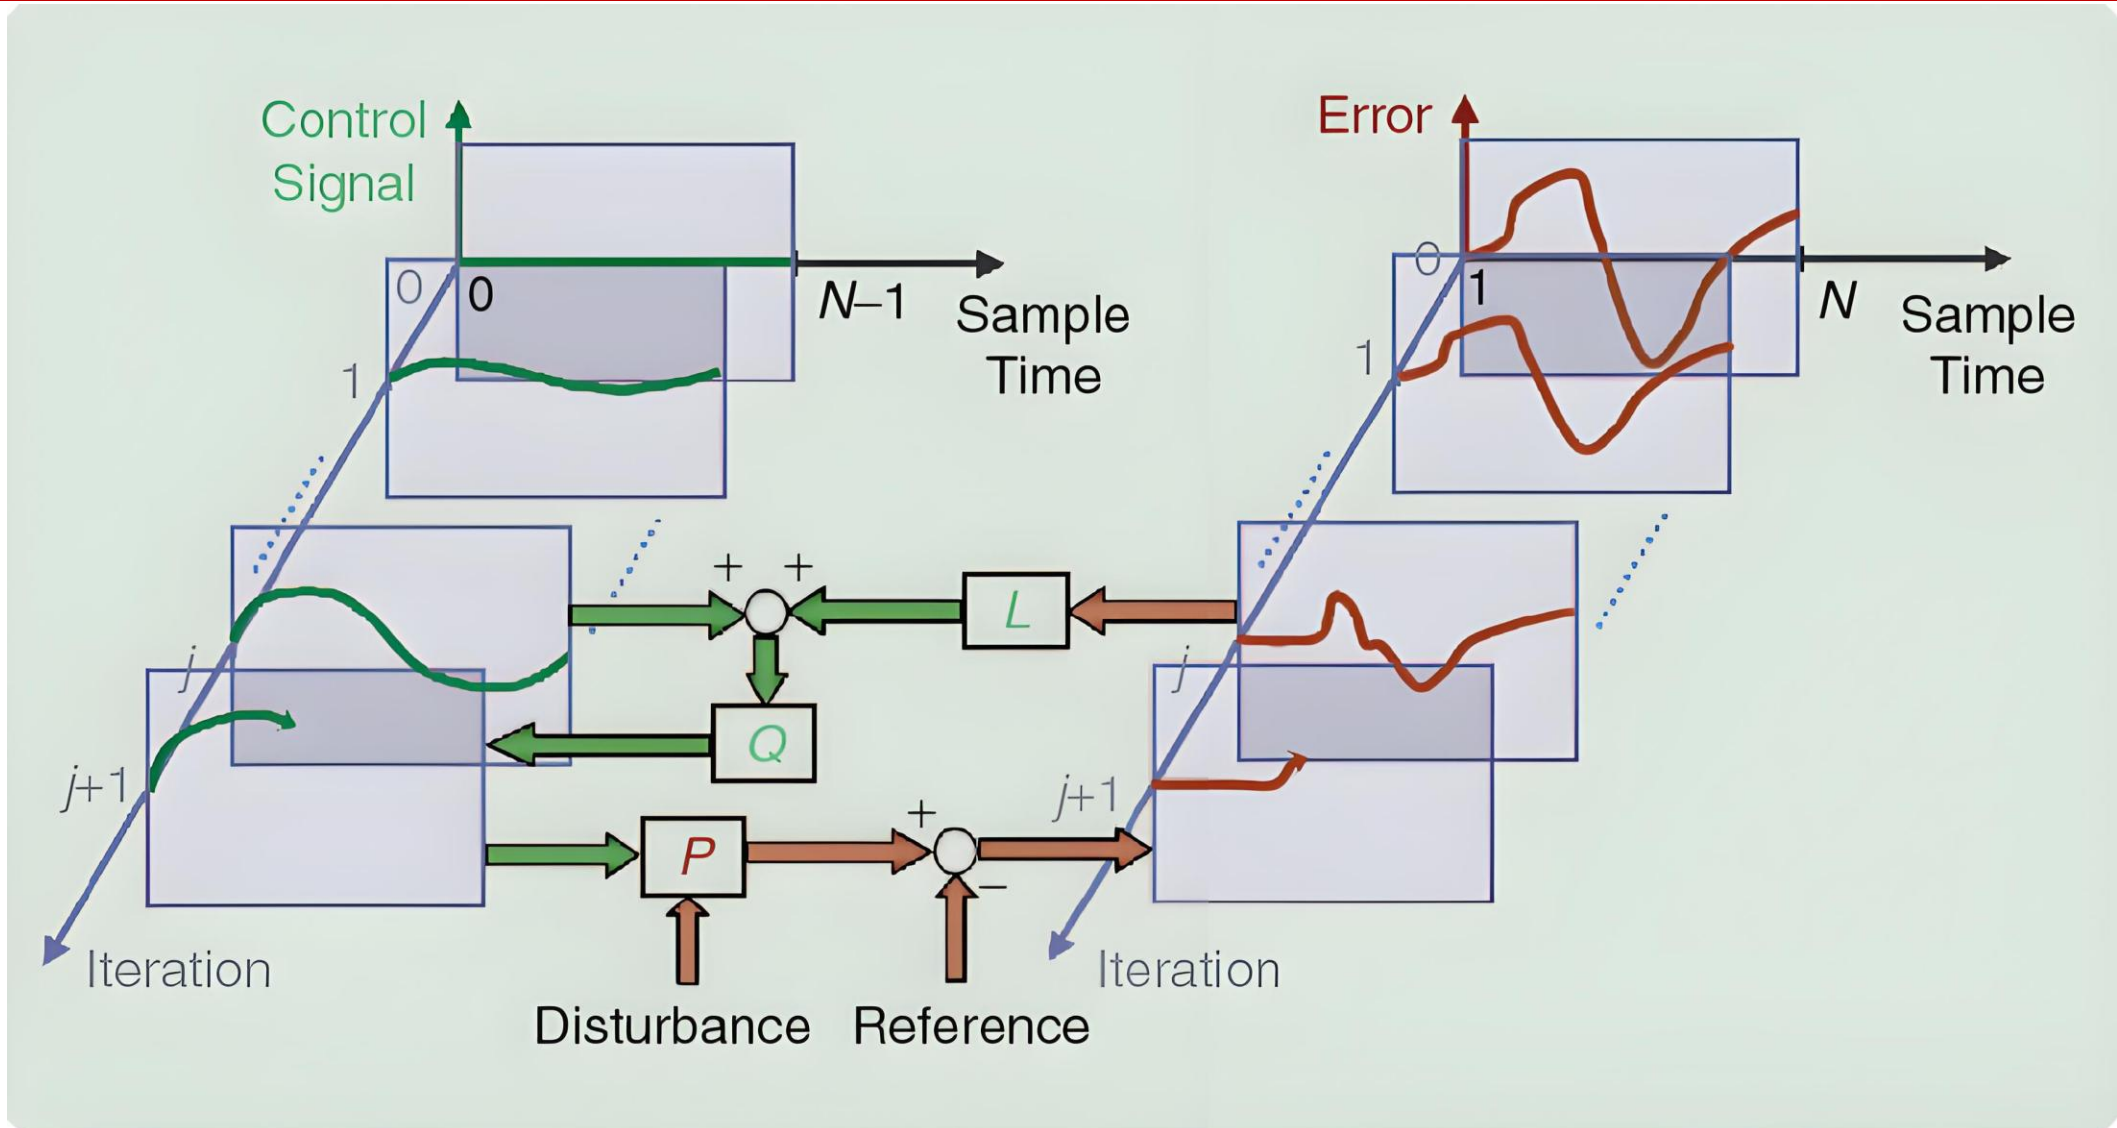 Control
Signal
0
0
N–1
Sample
Time
1
j
j+1
Iteration
+
+
L
Q
P
+
−
Disturbance
Reference
Error
0
1
N
Sample
Time
1
j
j+1
Iteration